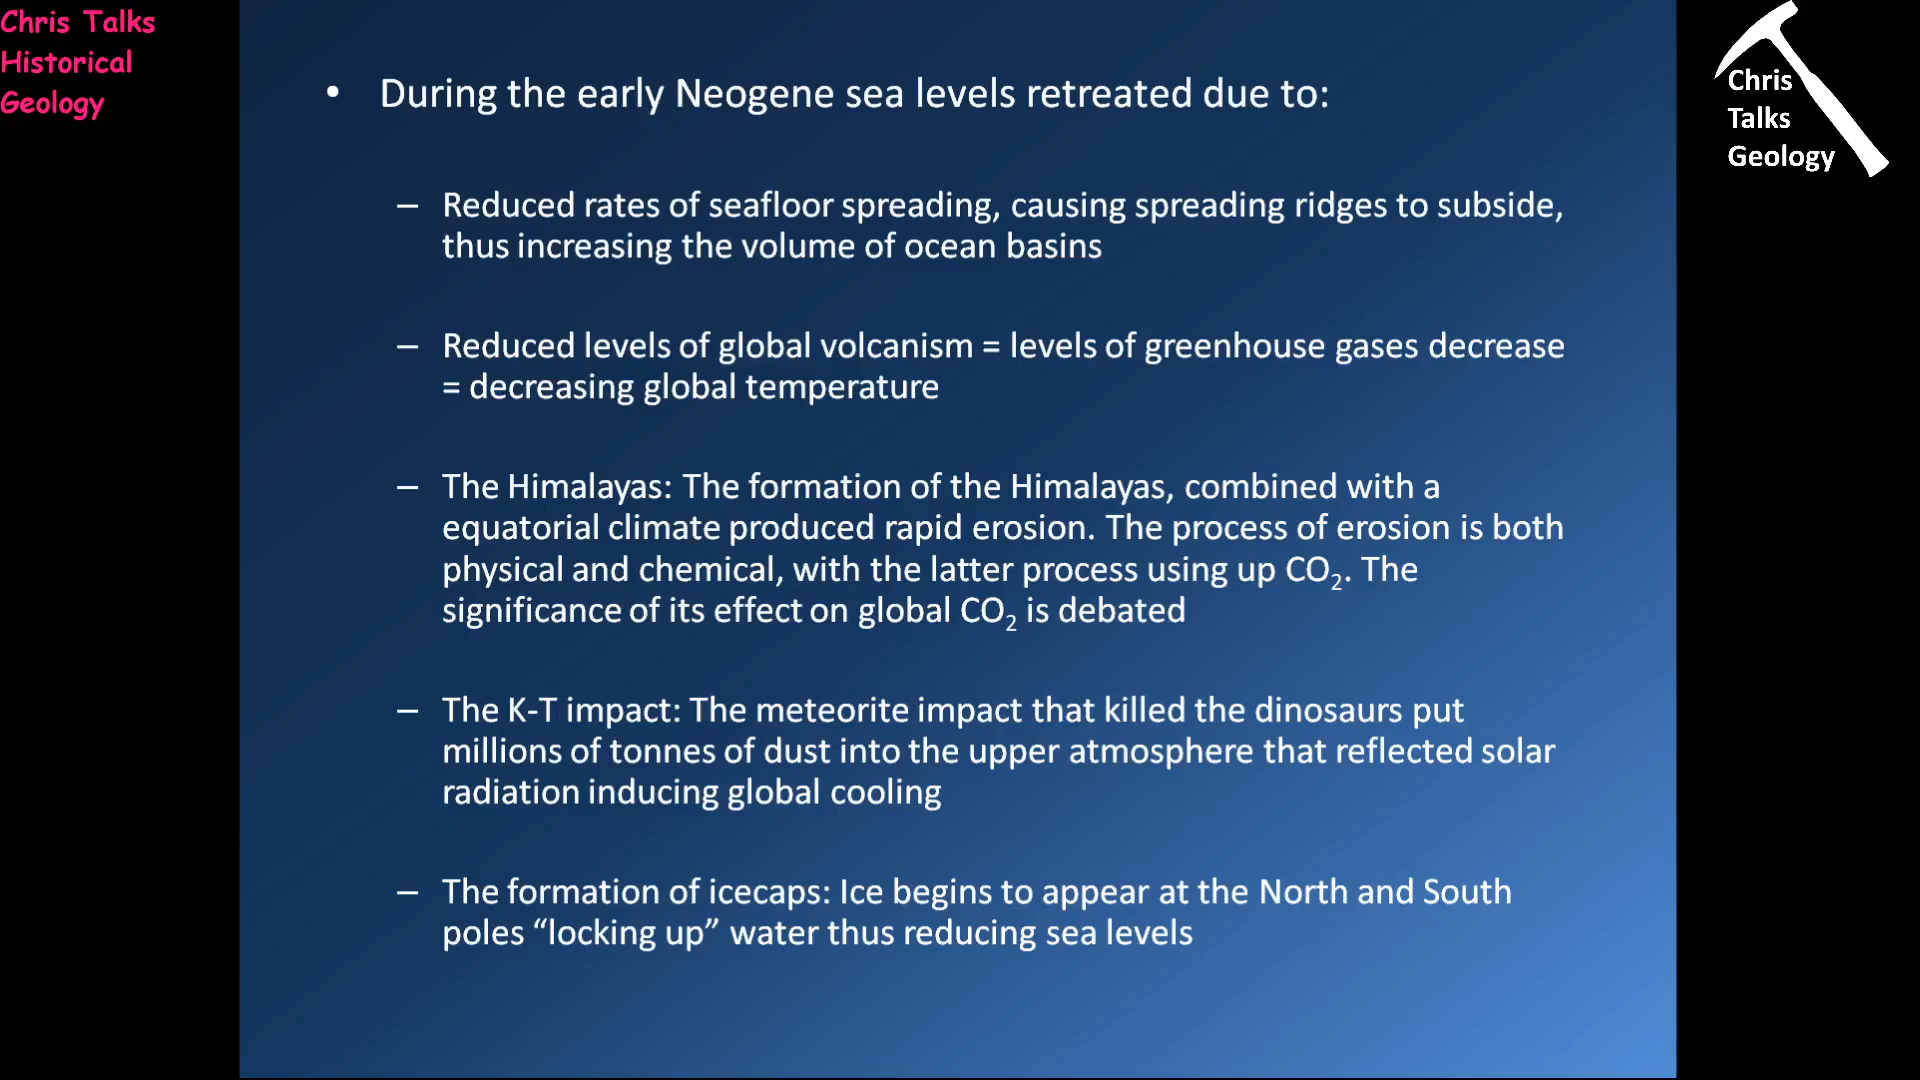 Chris Talks
Historical
Geology
Chris
Talks
Geology
• During the early Neogene sea levels retreated due to:
– Reduced rates of seafloor spreading, causing spreading ridges to subside,
thus increasing the volume of ocean basins
– Reduced levels of global volcanism = levels of greenhouse gases decrease
= decreasing global temperature
– The Himalayas: The formation of the Himalayas, combined with a
equatorial climate produced rapid erosion. The process of erosion is both
physical and chemical, with the latter process using up CO₂. The
significance of its effect on global CO₂ is debated
– The K-T impact: The meteorite impact that killed the dinosaurs put
millions of tonnes of dust into the upper atmosphere that reflected solar
radiation inducing global cooling
– The formation of icecaps: Ice begins to appear at the North and South
poles “locking up” water thus reducing sea levels